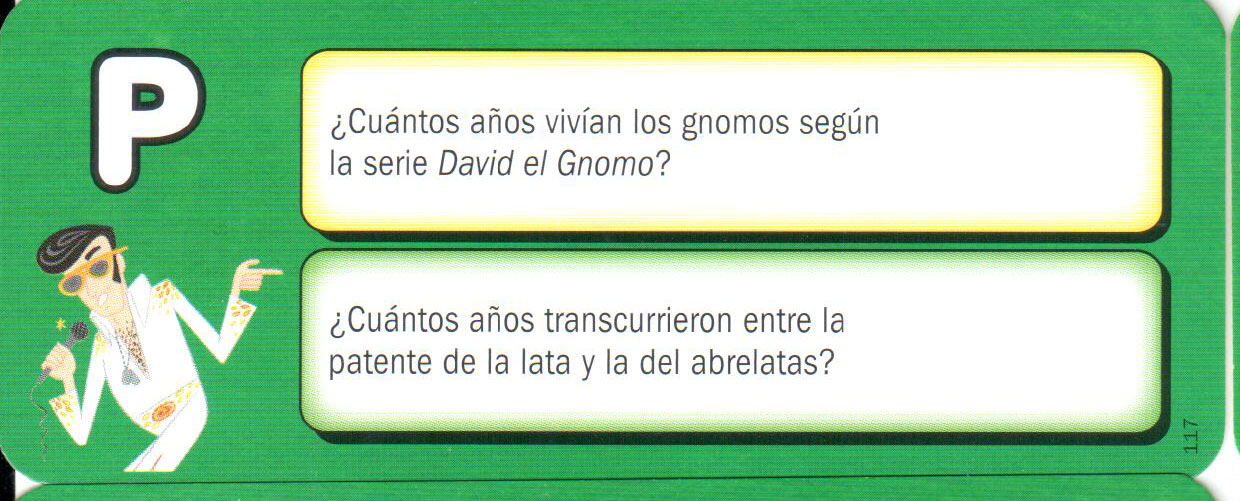 P
¿Cuántos años vivían los gnomos según
la serie David el Gnomo?
¿Cuántos años transcurrieron entre la
patente de la lata y la del abrelatas?
117